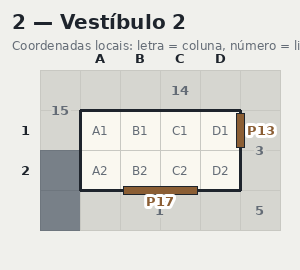 2 — Vestíbulo 2
Coordenadas locais: letra = coluna, número = li
A B C D
14
15
1 A1 B1 C1 D1 P13
3
2 A2 B2 C2 D2
P17
1 5